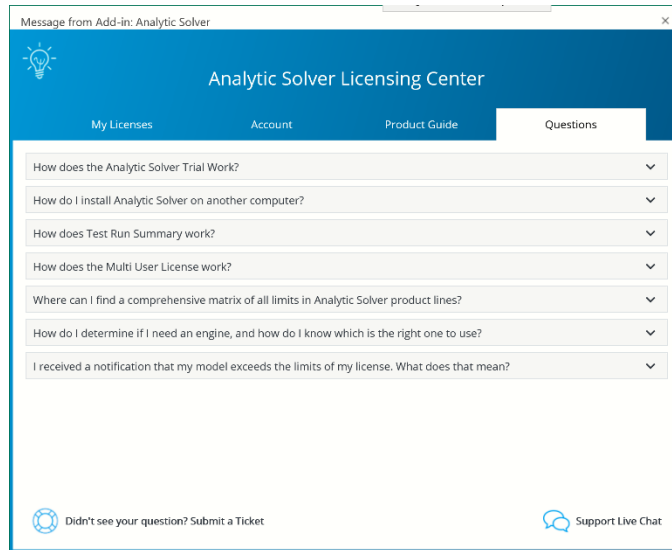 Message from Add-in: Analytic Solver
Analytic Solver Licensing Center
My Licenses
Account
Product Guide
Questions
How does the Analytic Solver Trial Work?
How do I install Analytic Solver on another computer?
How does Test Run Summary work?
How does the Multi User License work?
Where can I find a comprehensive matrix of all limits in Analytic Solver product lines?
How do I determine if I need an engine, and how do I know which is the right one to use?
I received a notification that my model exceeds the limits of my license. What does that mean?
Didn't see your question? Submit a Ticket
Support Live Chat